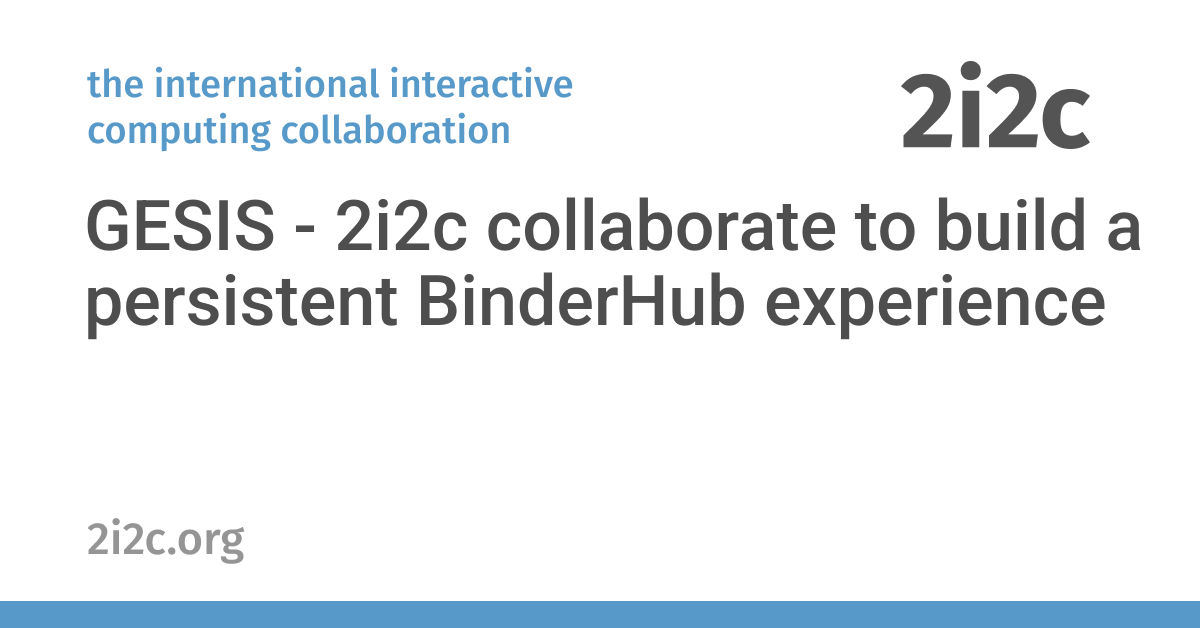 the international interactive
computing collaboration
2i2c
GESIS - 2i2c collaborate to build a
persistent BinderHub experience
2i2c.org